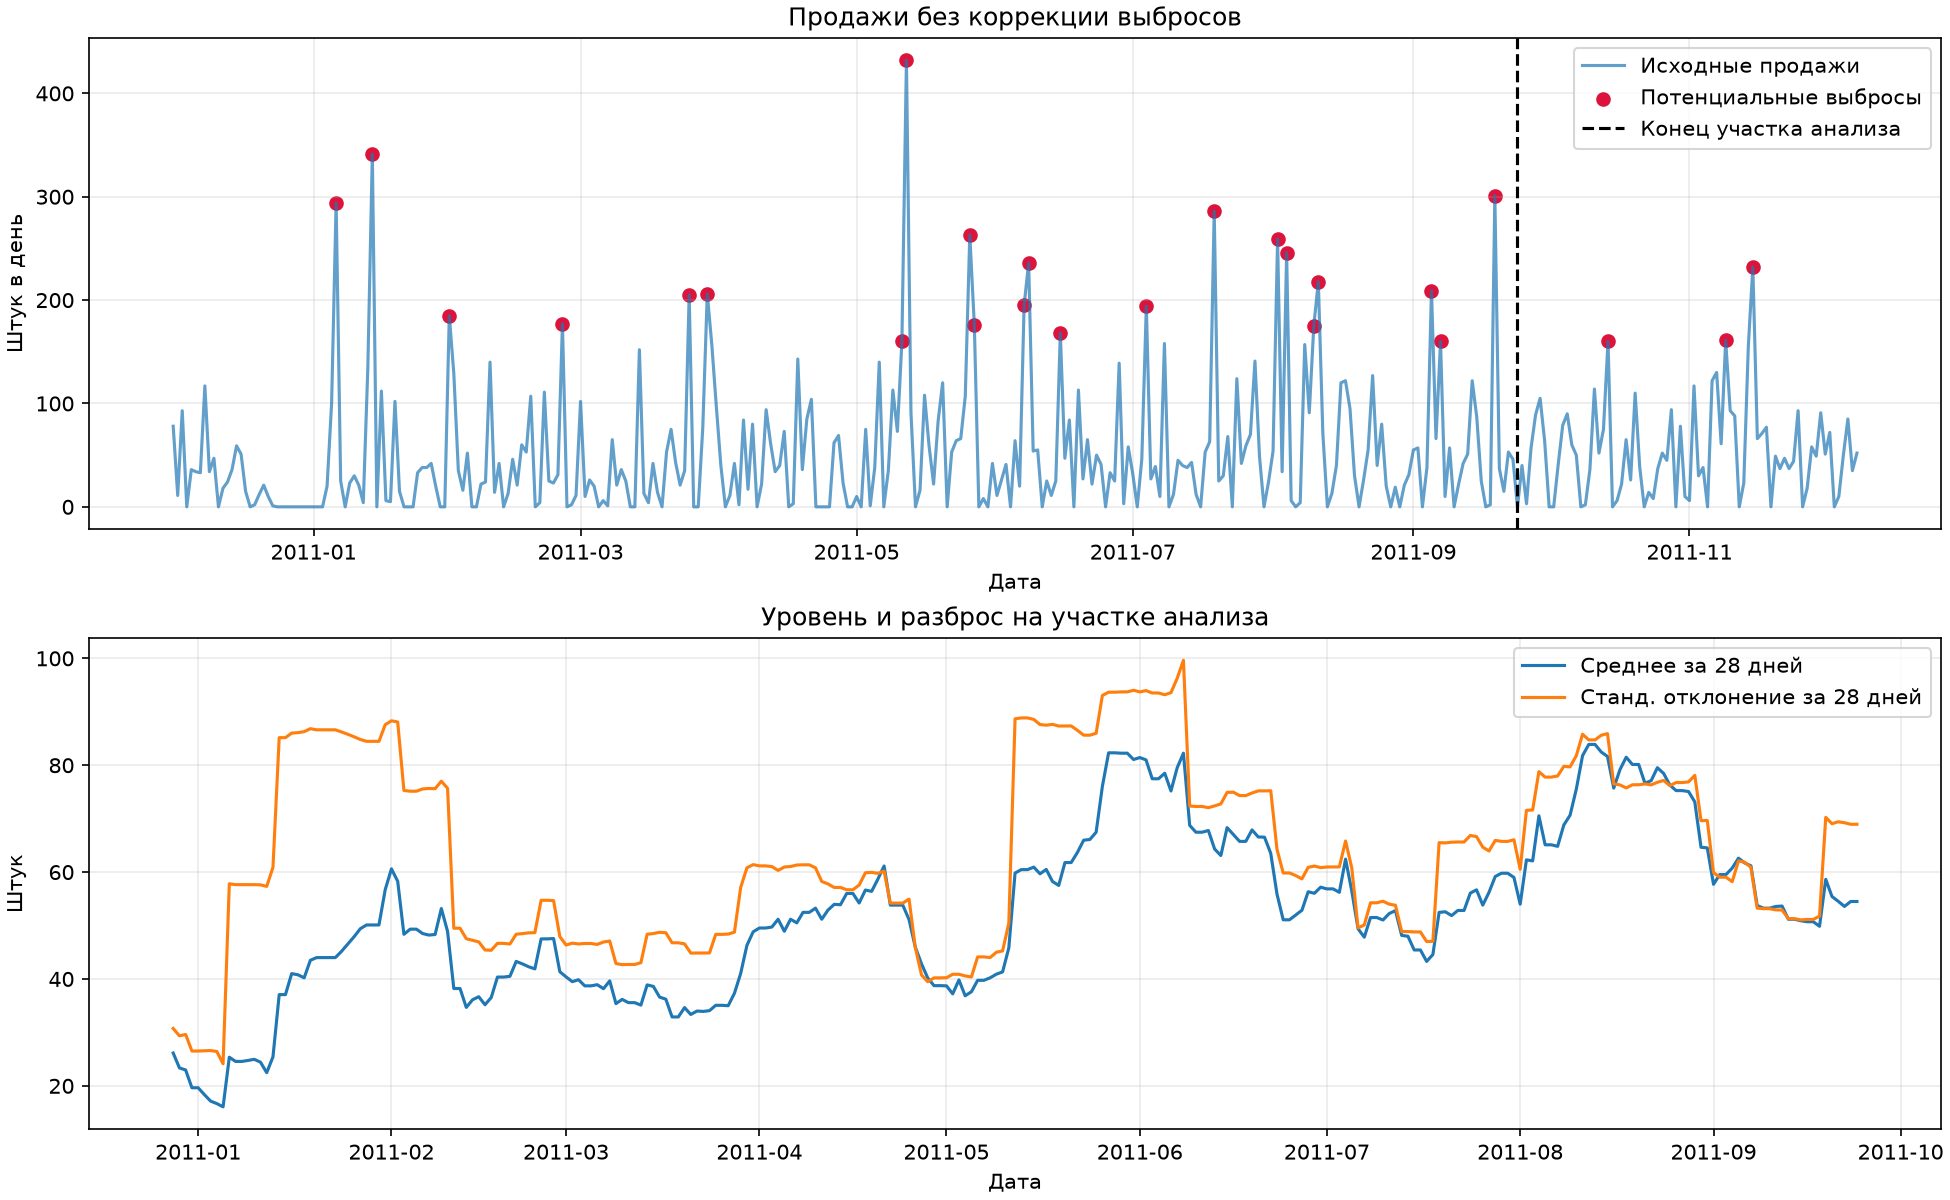 Продажи без коррекции выбросов
Штук в день
400
300
200
100
0
Исходные продажи
Потенциальные выбросы
Конец участка анализа
2011-01
2011-03
2011-05
2011-07
2011-09
2011-11
Дата
Уровень и разброс на участке анализа
Штук
100
80
60
40
20
Среднее за 28 дней
Станд. отклонение за 28 дней
2011-01
2011-02
2011-03
2011-04
2011-05
2011-06
2011-07
2011-08
2011-09
2011-10
Дата